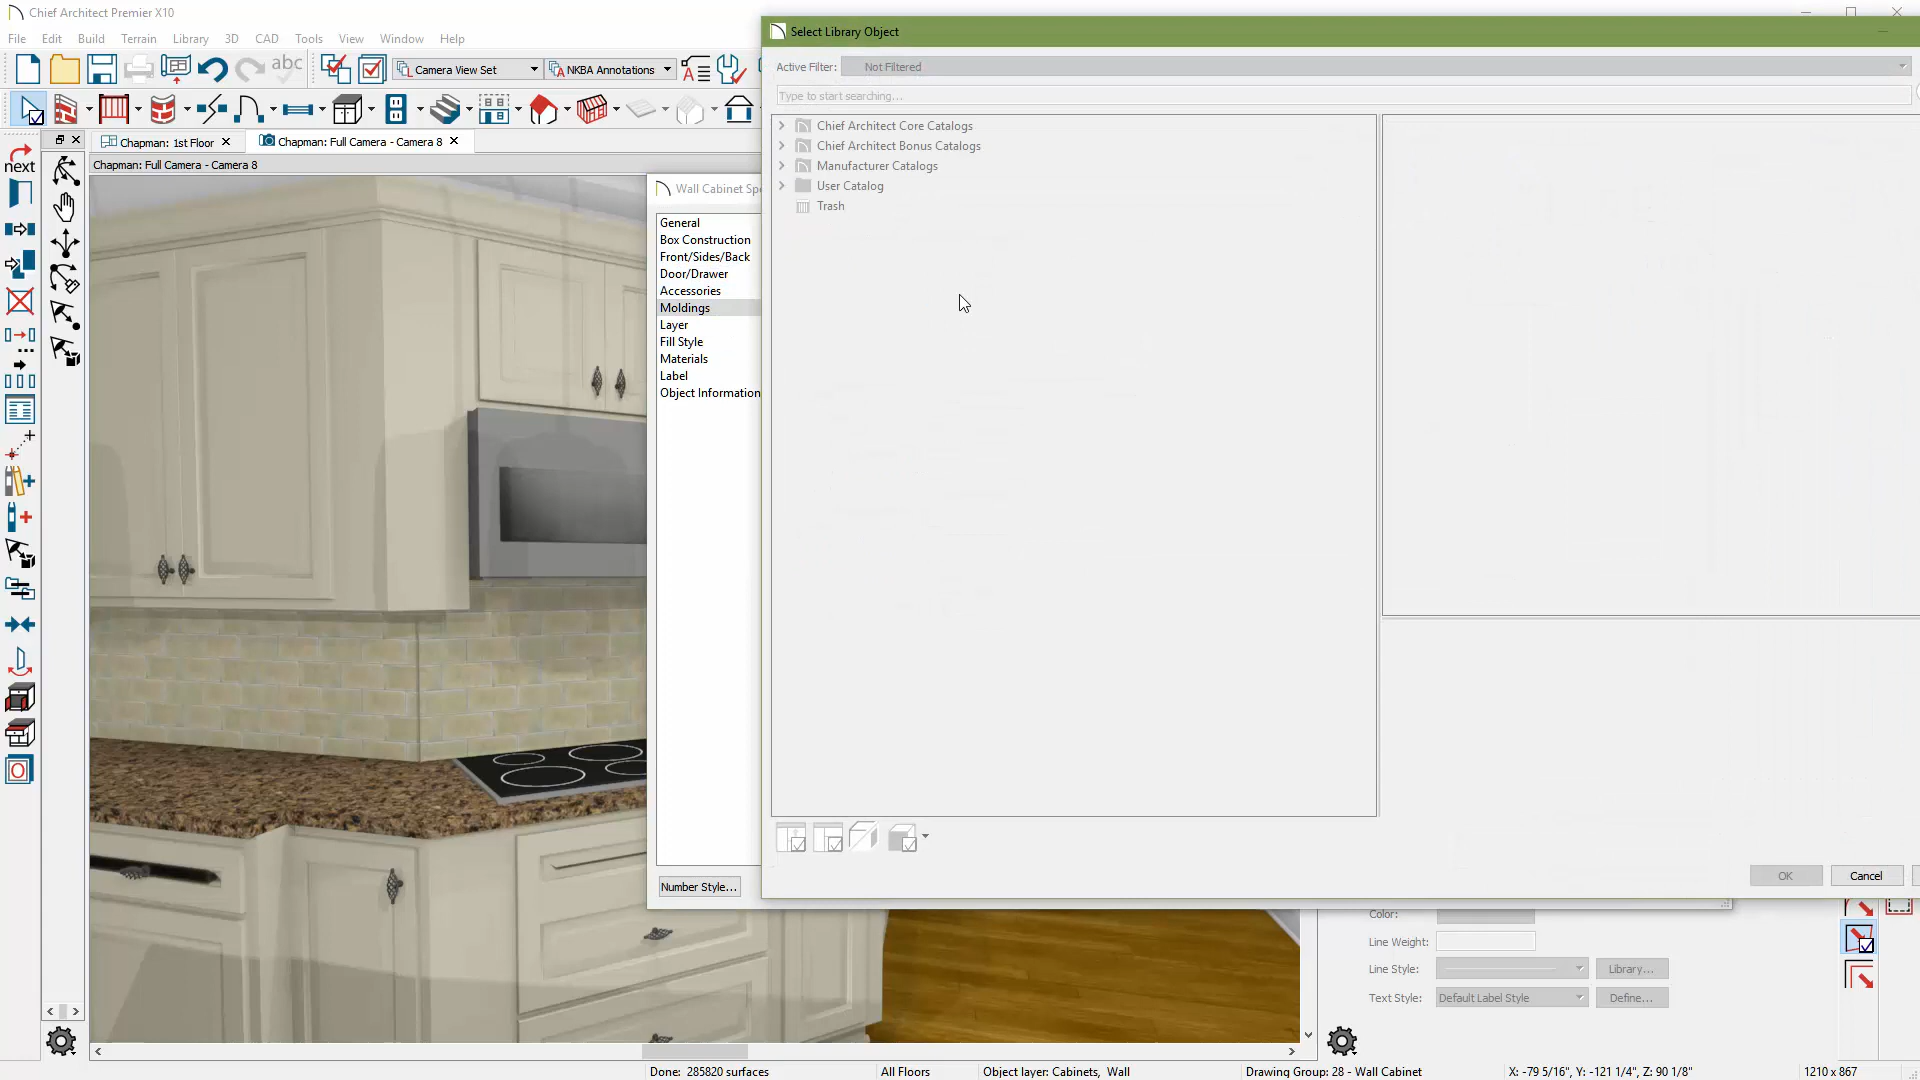 Chief Architect Premier X10
File Edit Build Terrain Library 3D CAD Tools View Window Help
Camera View Set
NKBA Annotations
abc
Chapman: 1st Floor
Chapman: Full Camera - Camera 8
Chapman: Full Camera - Camera 8
next
Wall Cabinet Spe
General
Box Construction
Front/Sides/Back
Door/Drawer
Accessories
Moldings
Layer
Fill Style
Materials
Label
Object Information
Number Style...
Select Library Object
Active Filter: Not Filtered
Type to start searching...
Chief Architect Core Catalogs
Chief Architect Bonus Catalogs
Manufacturer Catalogs
User Catalog
Trash
OK Cancel
Color:
Line Weight:
Line Style: Library...
Text Style: Default Label Style Define...
Done: 285820 surfaces All Floors Object layer: Cabinets, Wall Drawing Group: 28 - Wall Cabinet X: -79 5/16", Y: -121 1/4", Z: 90 1/8" 1210 x 867